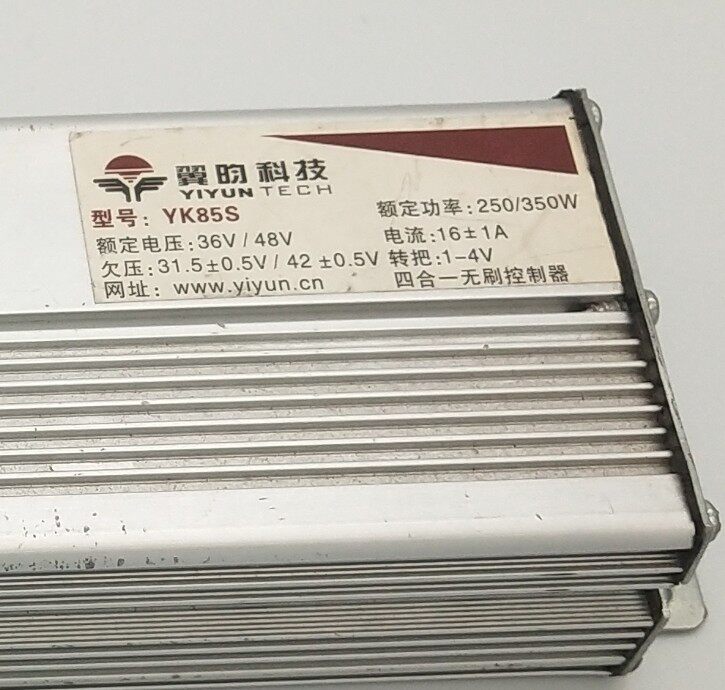 翼昀科技
YIYUN TECH
型号: YK85S
额定功率: 250/350W
额定电压: 36V / 48V
电流: 16±1A
欠压: 31.5±0.5V / 42 ±0.5V
转把: 1-4V
网址: www.yiyun.cn
四合一无刷控制器